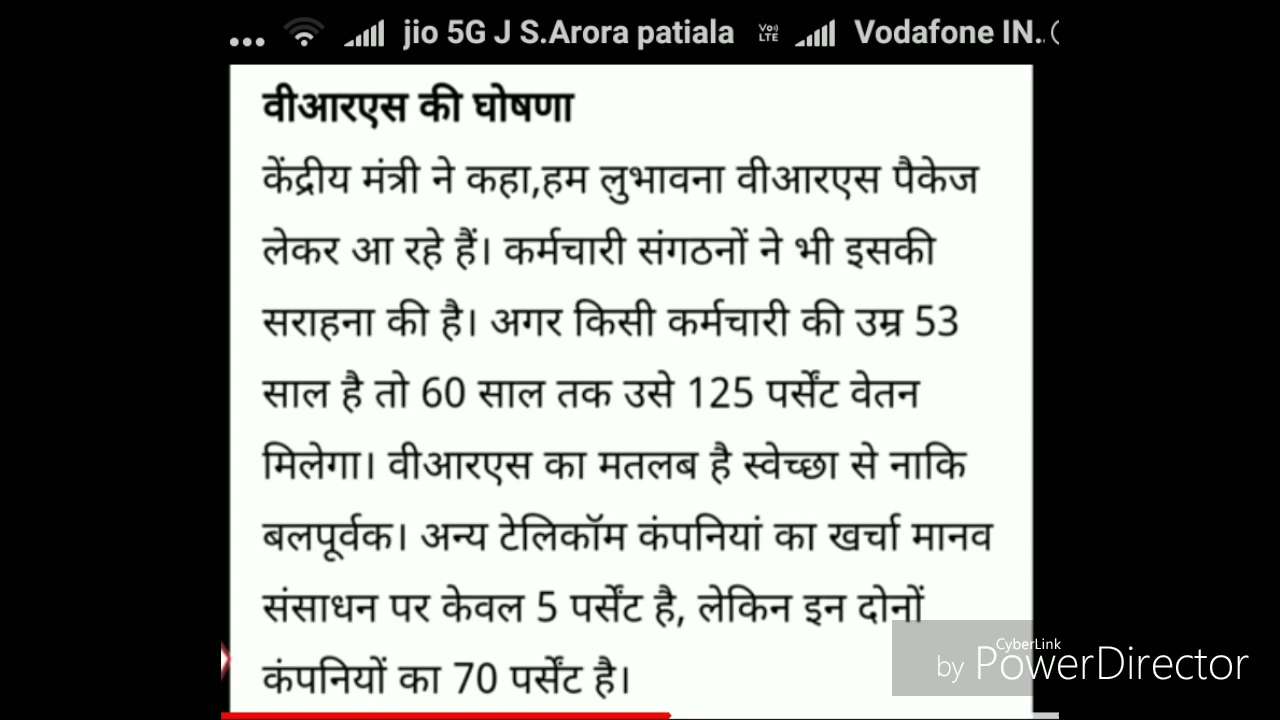 ... jio 5G J S.Arora patiala Vo) LTE Vodafone IN..
वीआरएस की घोषणा
केंद्रीय मंत्री ने कहा,हम लुभावना वीआरएस पैकेज
लेकर आ रहे हैं। कर्मचारी संगठनों ने भी इसकी
सराहना की है। अगर किसी कर्मचारी की उम्र 53
साल है तो 60 साल तक उसे 125 पर्सेंट वेतन
मिलेगा। वीआरएस का मतलब है स्वेच्छा से नाकि
बलपूर्वक। अन्य टेलिकॉम कंपनियां का खर्चा मानव
संसाधन पर केवल 5 पर्सेंट है, लेकिन इन दोनों
कंपनियों का 70 पर्सेंट है।
CyberLink
by PowerDirector